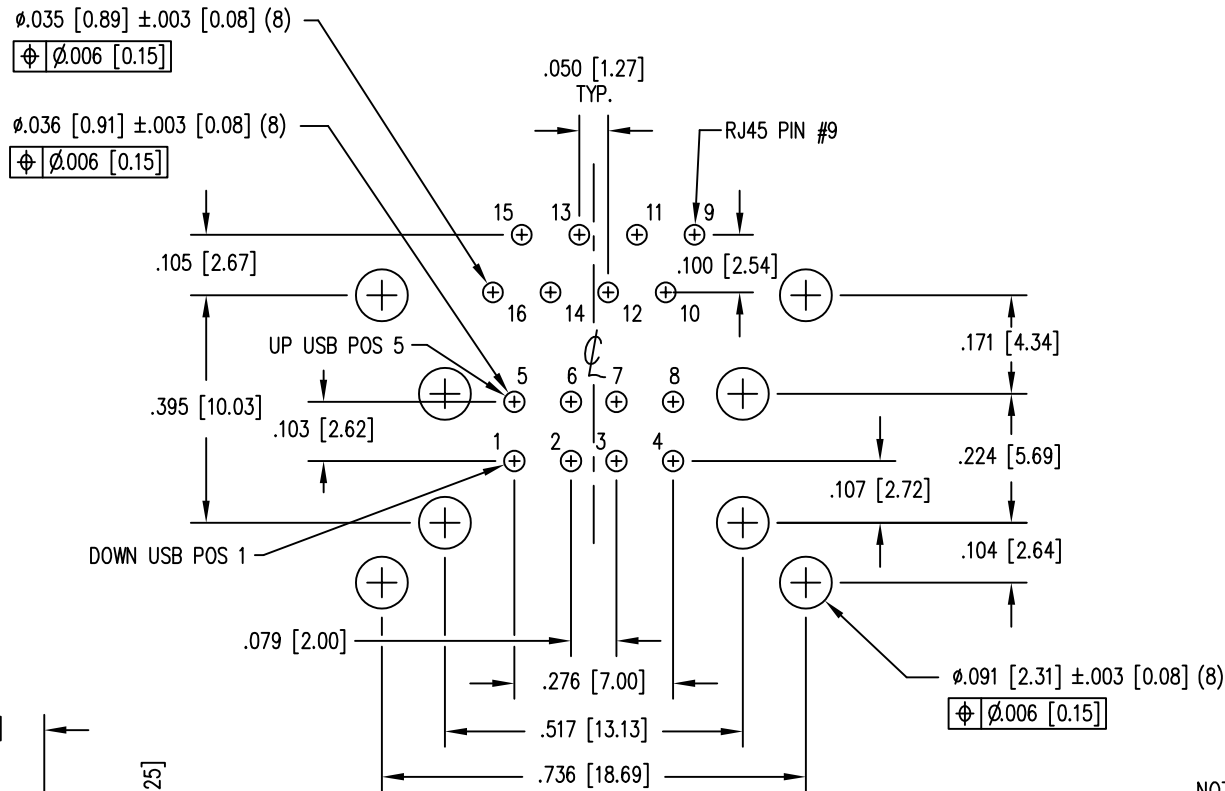 ø.035 [0.89] ±.003 [0.08] (8)
⌖ Ø.006 [0.15]
.050 [1.27]
TYP.
ø.036 [0.91] ±.003 [0.08] (8)
⌖ Ø.006 [0.15]
RJ45 PIN #9
15 13 11 9
.105 [2.67]
.100 [2.54]
16 14 12 10
UP USB POS 5
℄
.171 [4.34]
5 6 7 8
.395 [10.03]
.103 [2.62]
1 2 3 4
.224 [5.69]
.107 [2.72]
DOWN USB POS 1
.104 [2.64]
.079 [2.00]
.276 [7.00]
ø.091 [2.31] ±.003 [0.08] (8)
⌖ Ø.006 [0.15]
.517 [13.13]
.736 [18.69]
25]
NOT